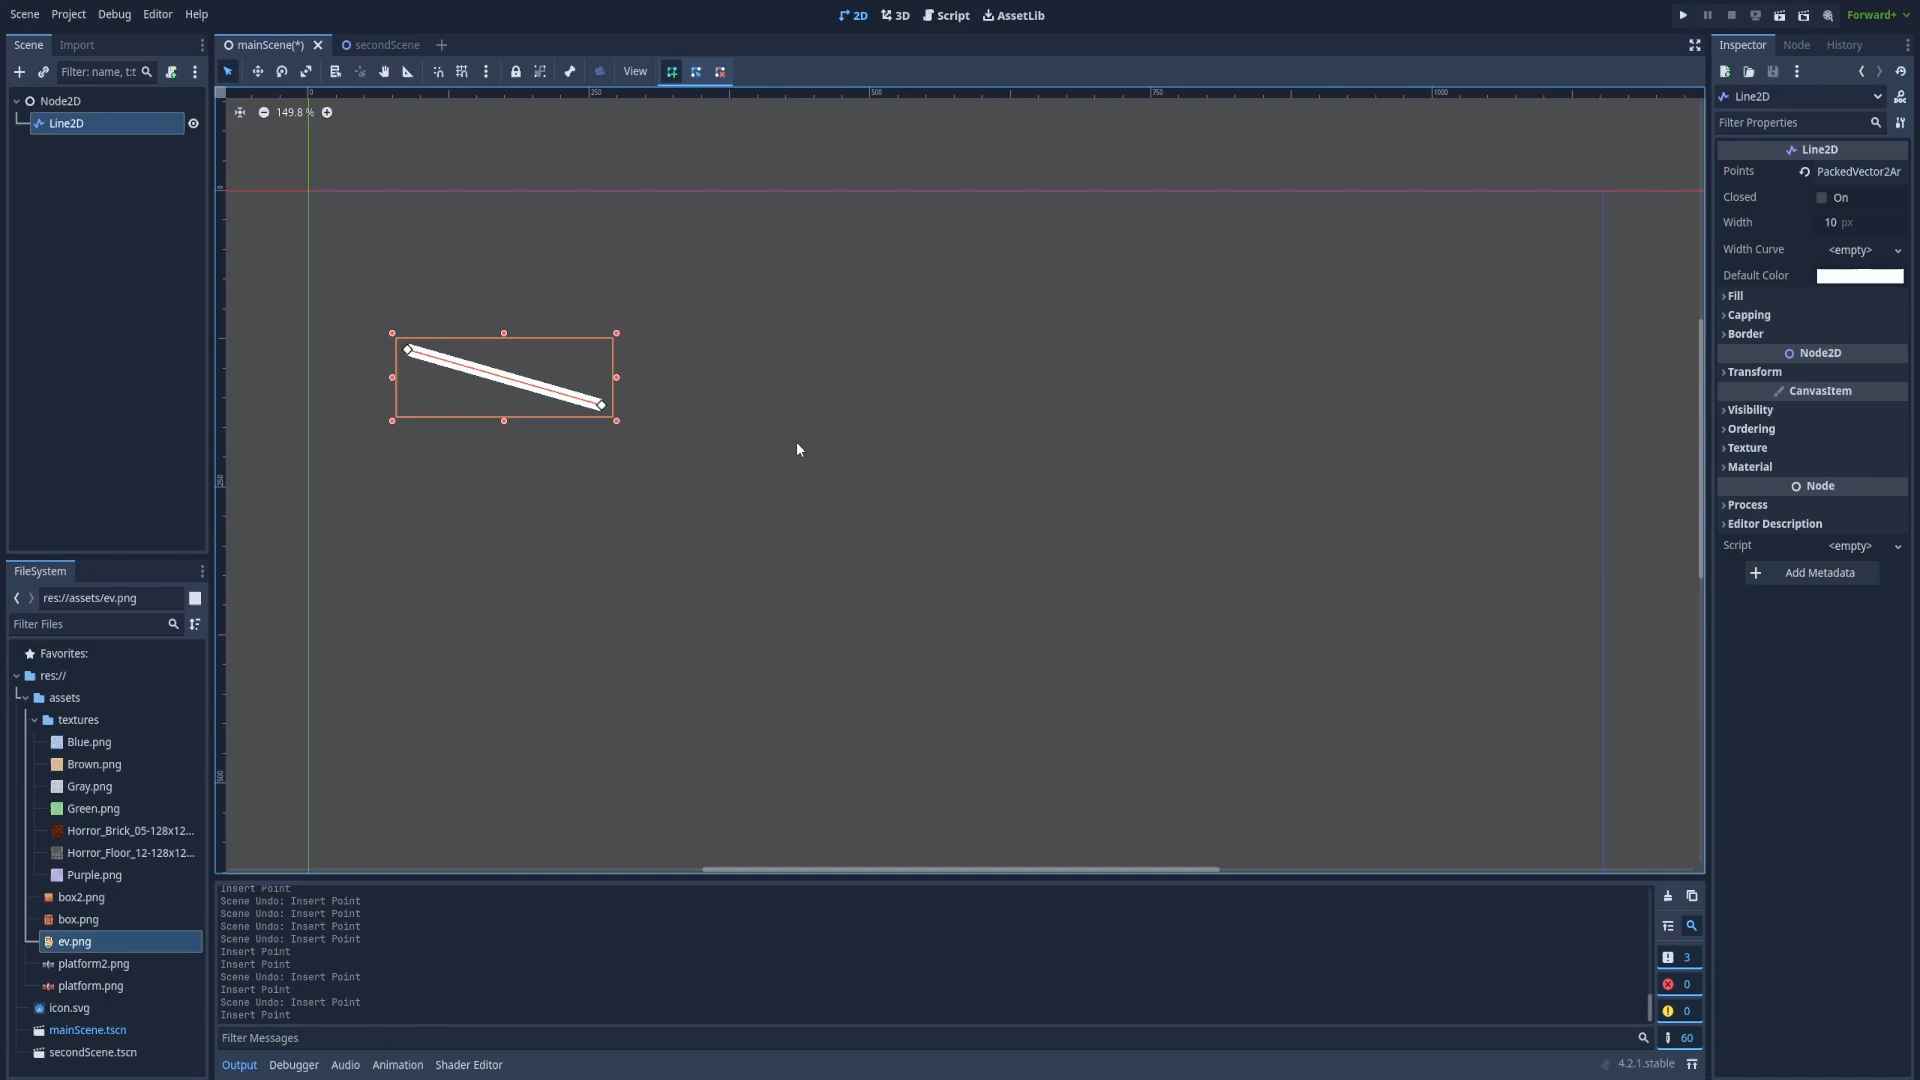 Scene Project Debug Editor Help
2D 3D Script AssetLib
Forward+
Scene Import
mainScene(*) secondScene
Inspector Node History
Filter: name, t:t
View
Node2D
Line2D
0 250 500 750 1000
0
250
500
149.8 %
Line2D
Filter Properties
Line2D
Points PackedVector2Ar
Closed On
Width 10 px
Width Curve <empty>
Default Color
Fill
Capping
Border
Node2D
Transform
CanvasItem
Visibility
Ordering
Texture
Material
Node
Process
Editor Description
Script <empty>
Add Metadata
FileSystem
res://assets/ev.png
Filter Files
Favorites:
res://
assets
textures
Blue.png
Brown.png
Gray.png
Green.png
Horror_Brick_05-128x12...
Horror_Floor_12-128x12...
Purple.png
box2.png
box.png
ev.png
platform2.png
platform.png
icon.svg
mainScene.tscn
secondScene.tscn
Insert Point
Scene Undo: Insert Point
Scene Undo: Insert Point
Scene Undo: Insert Point
Scene Undo: Insert Point
Insert Point
Insert Point
Scene Undo: Insert Point
Insert Point
Scene Undo: Insert Point
Insert Point
3
0
0
60
Filter Messages
Output Debugger Audio Animation Shader Editor
4.2.1.stable